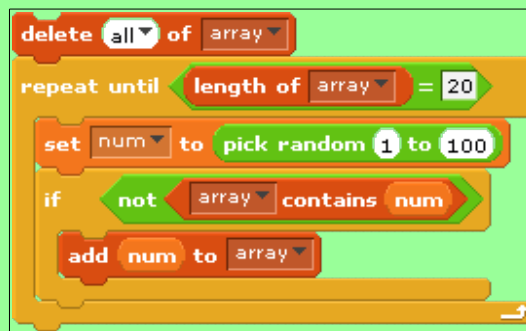 delete all of array
repeat until length of array = 20
set num to pick random 1 to 100
if not array contains num
add num to array